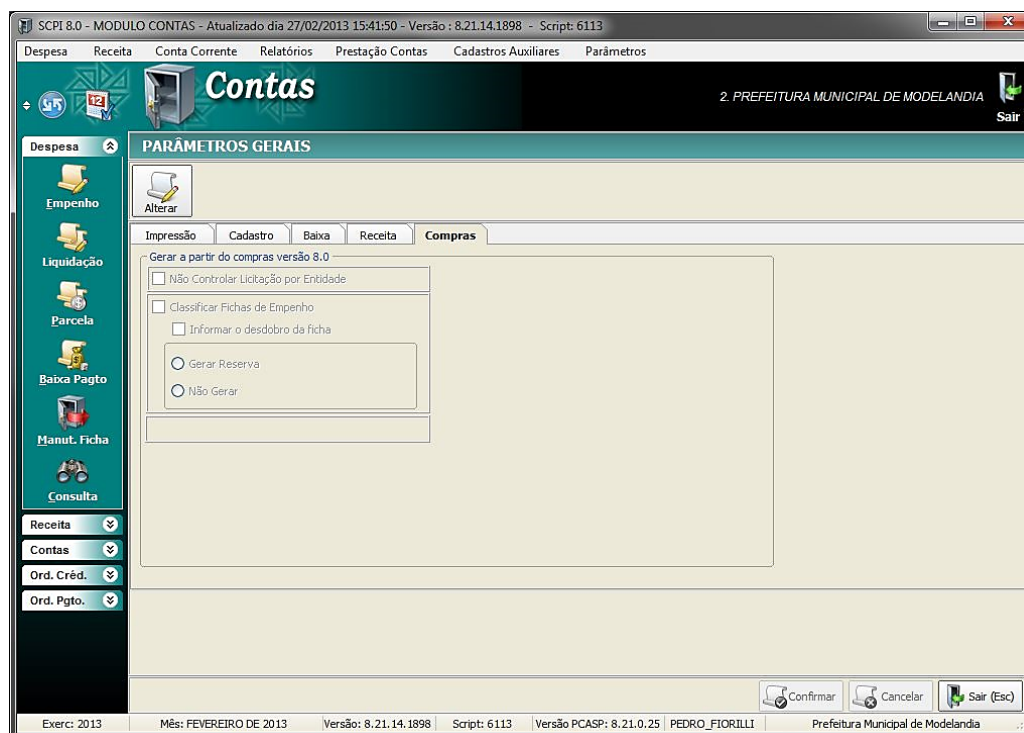 SCPI 8.0 - MODULO CONTAS - Atualizado dia 27/02/2013 15:41:50 - Versão : 8.21.14.1898 - Script: 6113
Despesa Receita Conta Corrente Relatórios Prestação Contas Cadastros Auxiliares Parâmetros
Contas
12
2. PREFEITURA MUNICIPAL DE MODELANDIA
Sair
Despesa
PARÂMETROS GERAIS
Empenho
Alterar
Impressão Cadastro Baixa Receita Compras
Gerar a partir do compras versão 8.0
Liquidação
Não Controlar Licitação por Entidade
Classificar Fichas de Empenho
Parcela
Informar o desdobro da ficha
Gerar Reserva
Baixa Pagto
Não Gerar
Manut. Ficha
Consulta
Receita
Contas
Ord. Créd.
Ord. Pgto.
Confirmar Cancelar Sair (Esc)
Exerc: 2013 Mês: FEVEREIRO DE 2013 Versão: 8.21.14.1898 Script: 6113 Versão PCASP: 8.21.0.25 PEDRO_FIORILLI Prefeitura Municipal de Modelandia